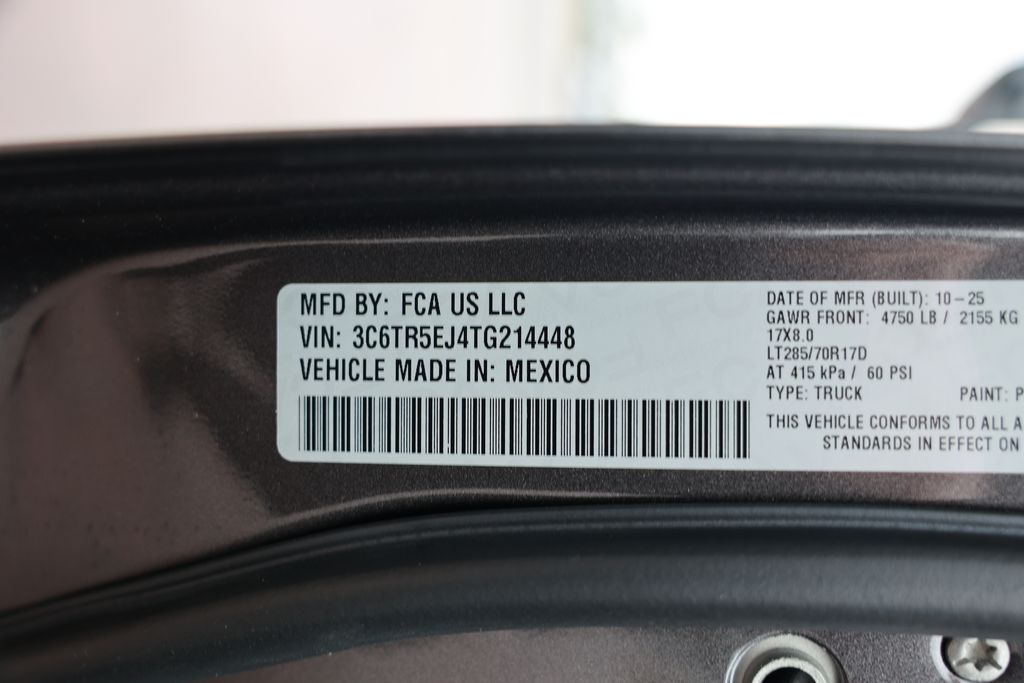 MFD BY: FCA US LLC
VIN: 3C6TR5EJ4TG214448
VEHICLE MADE IN: MEXICO
DATE OF MFR (BUILT): 10-25
GAWR FRONT: 4750 LB / 2155 KG
17X8.0
LT285/70R17D
AT 415 kPa / 60 PSI
TYPE: TRUCK PAINT: P
THIS VEHICLE CONFORMS TO ALL A
STANDARDS IN EFFECT ON